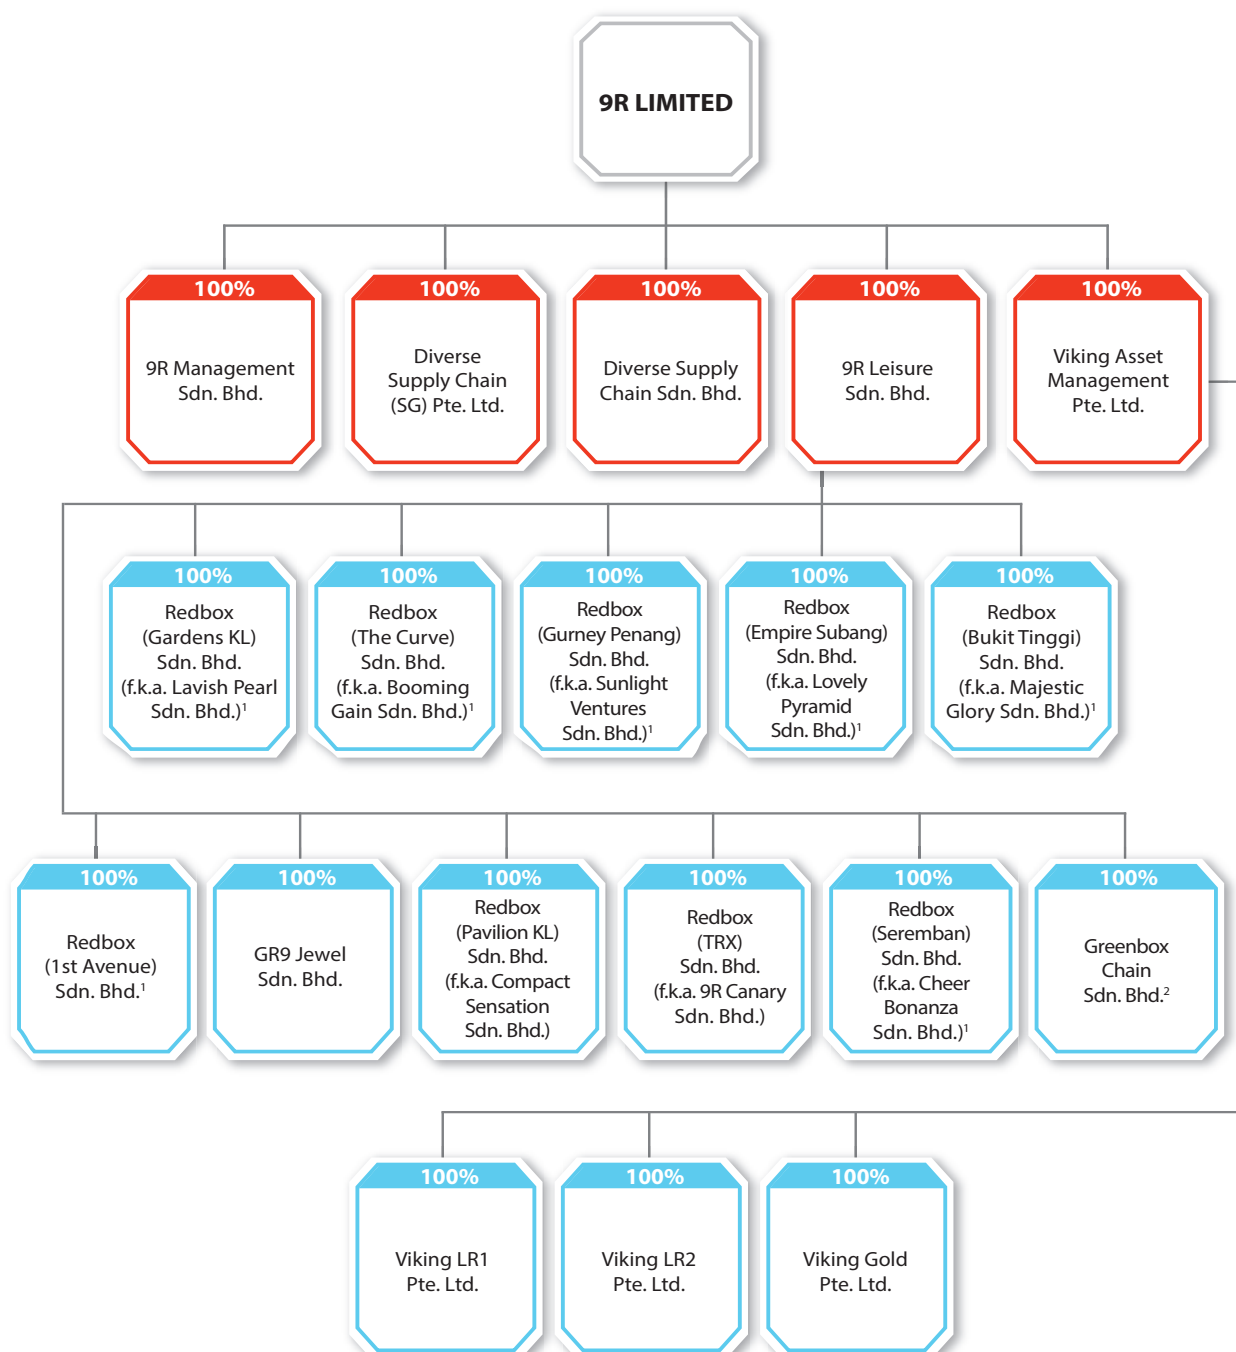 9R LIMITED
100%
9R Management
Sdn. Bhd.
100%
Diverse
Supply Chain
(SG) Pte. Ltd.
100%
Diverse Supply
Chain Sdn. Bhd.
100%
9R Leisure
Sdn. Bhd.
100%
Viking Asset
Management
Pte. Ltd.
100%
Redbox
(Gardens KL)
Sdn. Bhd.
(f.k.a. Lavish Pearl
Sdn. Bhd.)¹
100%
Redbox
(The Curve)
Sdn. Bhd.
(f.k.a. Booming
Gain Sdn. Bhd.)¹
100%
Redbox
(Gurney Penang)
Sdn. Bhd.
(f.k.a. Sunlight
Ventures
Sdn. Bhd.)¹
100%
Redbox
(Empire Subang)
Sdn. Bhd.
(f.k.a. Lovely
Pyramid
Sdn. Bhd.)¹
100%
Redbox
(Bukit Tinggi)
Sdn. Bhd.
(f.k.a. Majestic
Glory Sdn. Bhd.)¹
100%
Redbox
(1st Avenue)
Sdn. Bhd.¹
100%
GR9 Jewel
Sdn. Bhd.
100%
Redbox
(Pavilion KL)
Sdn. Bhd.
(f.k.a. Compact
Sensation
Sdn. Bhd.)
100%
Redbox
(TRX)
Sdn. Bhd.
(f.k.a. 9R Canary
Sdn. Bhd.)
100%
Redbox
(Seremban)
Sdn. Bhd.
(f.k.a. Cheer
Bonanza
Sdn. Bhd.)¹
100%
Greenbox
Chain
Sdn. Bhd.²
100%
Viking LR1
Pte. Ltd.
100%
Viking LR2
Pte. Ltd.
100%
Viking Gold
Pte. Ltd.